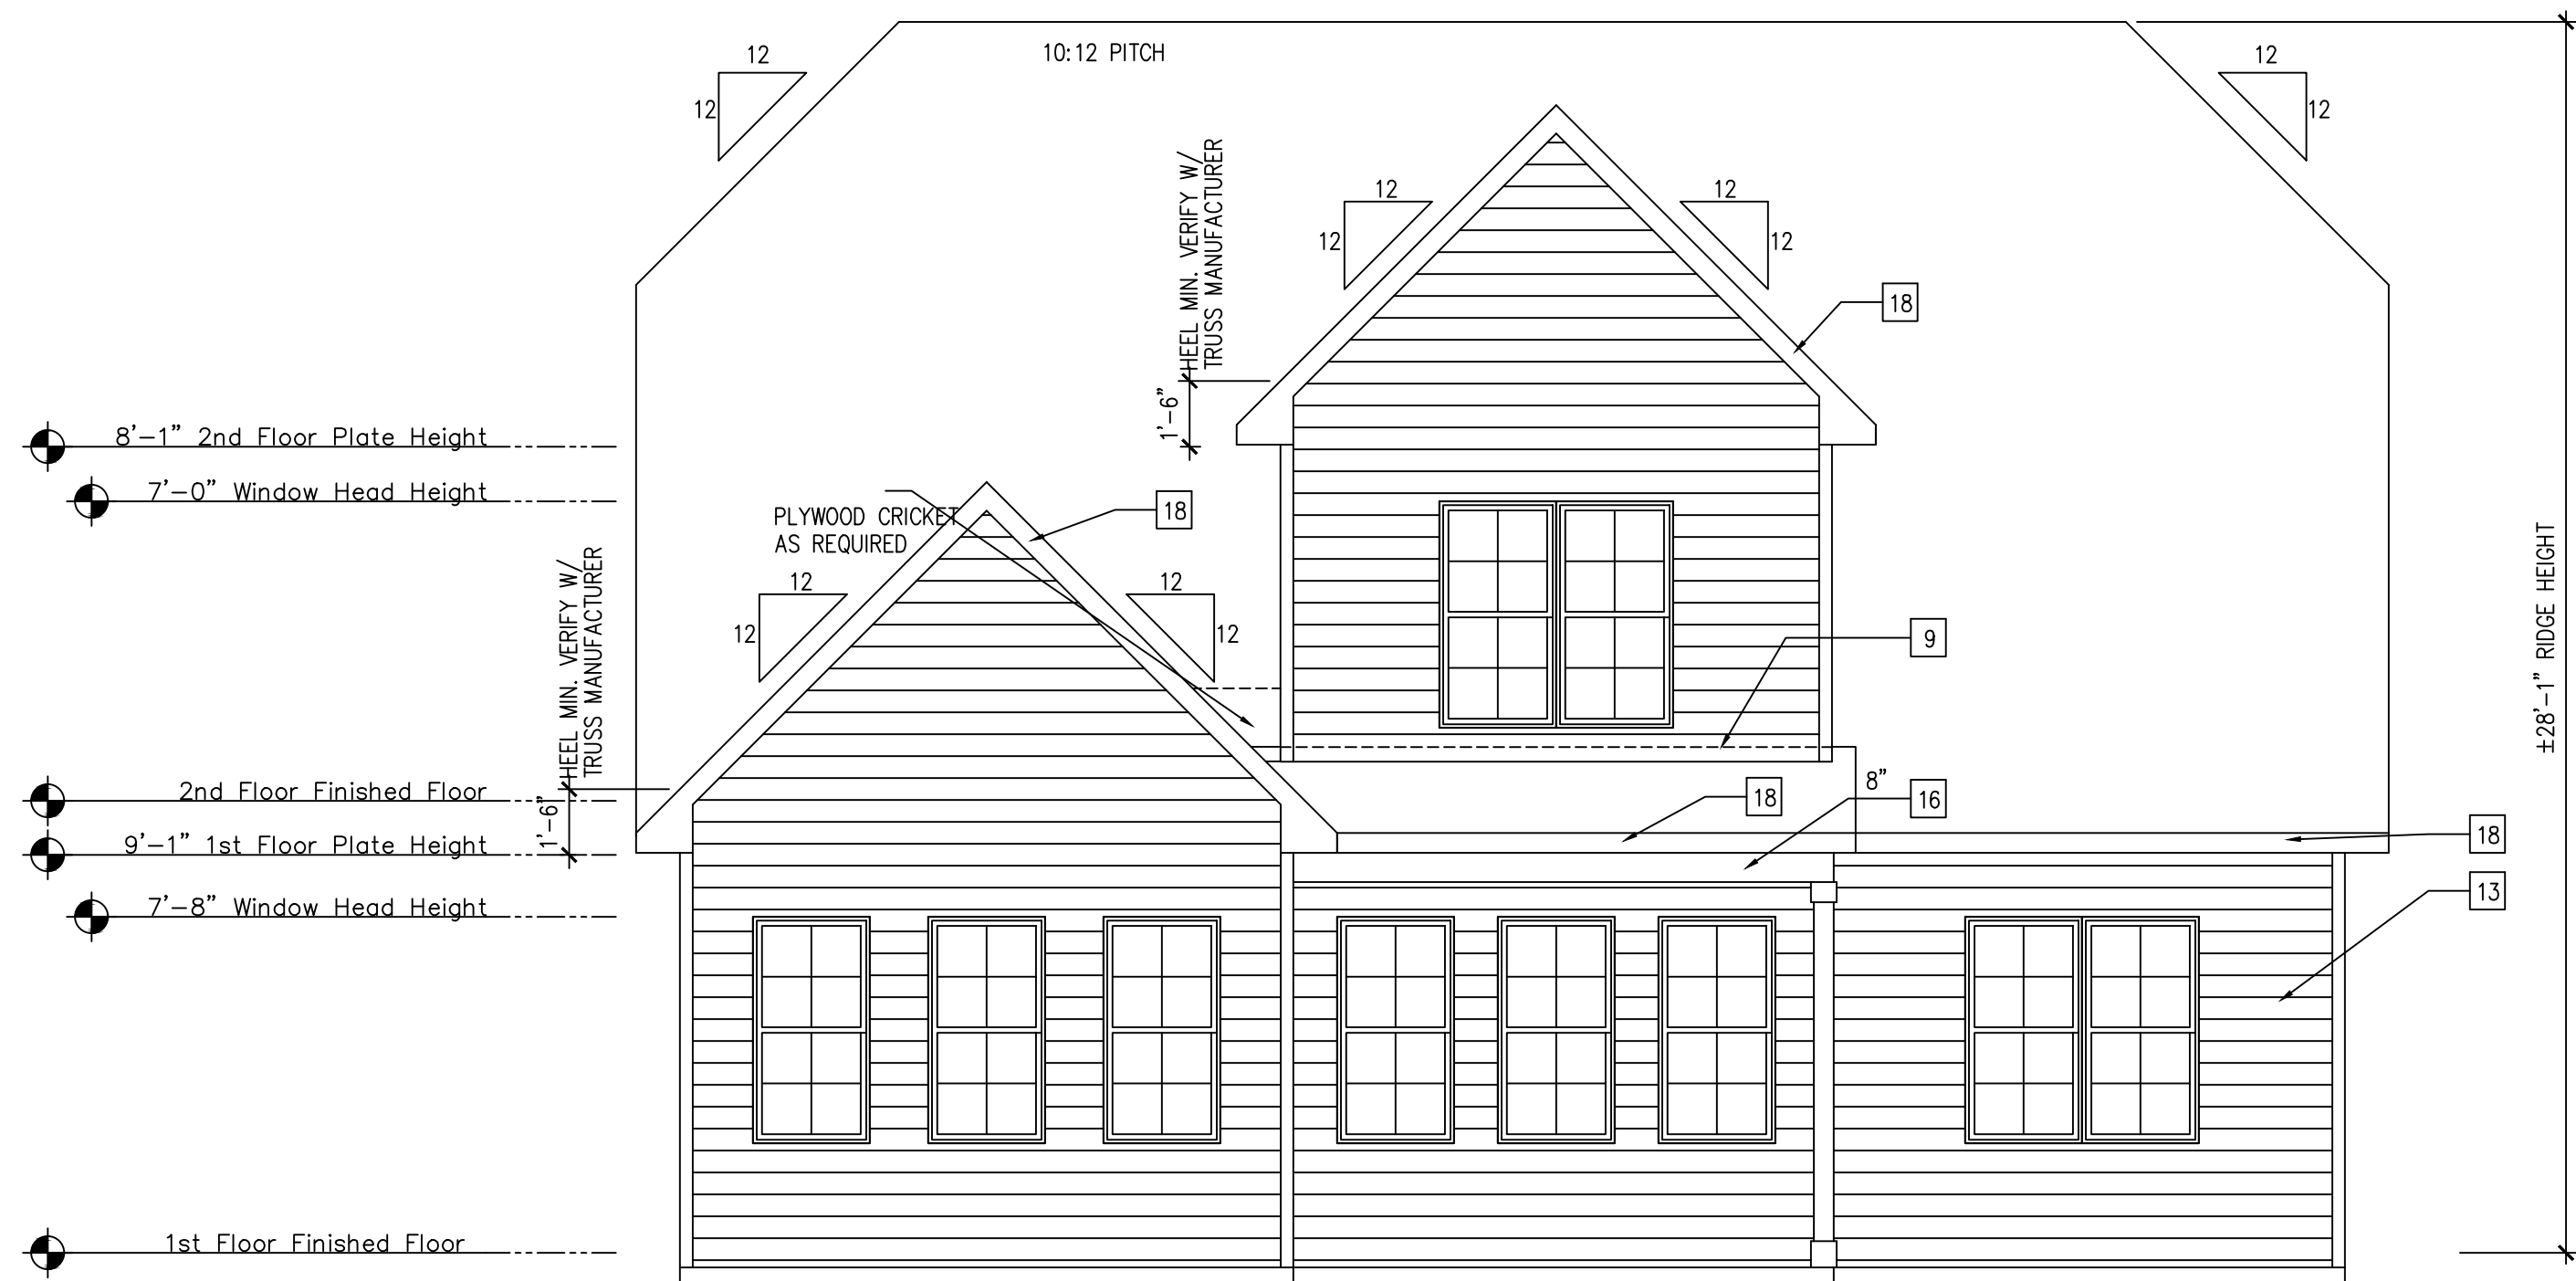 10:12 PITCH
12
12
12
12
HEEL MIN. VERIFY W/
TRUSS MANUFACTURER
12
12
12
12
18
1'-6"
8'-1" 2nd Floor Plate Height
7'-0" Window Head Height
PLYWOOD CRICKET
AS REQUIRED
18
HEEL MIN. VERIFY W/
TRUSS MANUFACTURER
12
12
12
12
9
±28'-1" RIDGE HEIGHT
2nd Floor Finished Floor
1'-6"
18
8"
16
9'-1" 1st Floor Plate Height
18
7'-8" Window Head Height
13
1st Floor Finished Floor